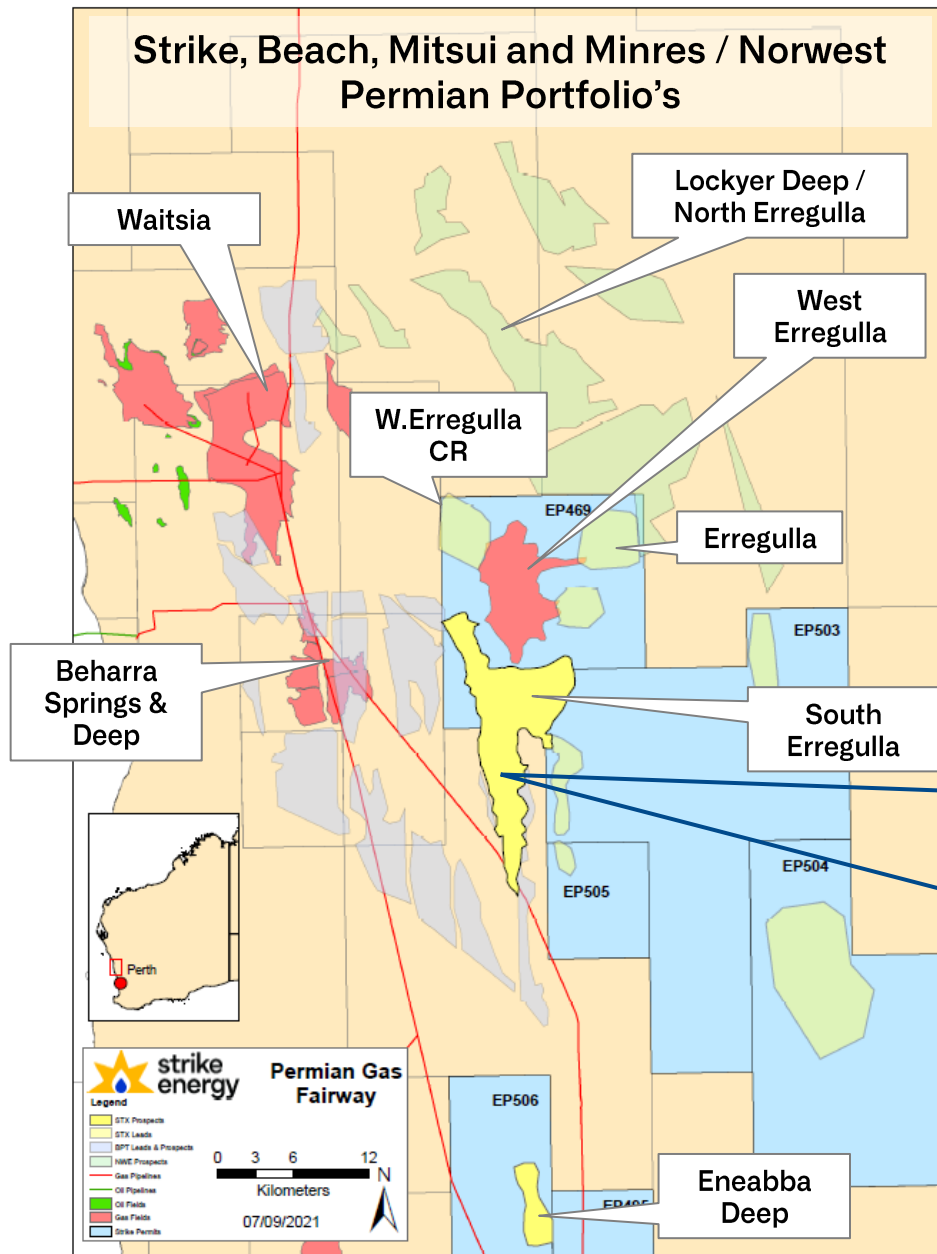 Strike, Beach, Mitsui and Minres / Norwest
Permian Portfolio’s
Lockyer Deep /
North Erregulla
Waitsia
West
Erregulla
W.Erregulla
CR
EP469
Erregulla
EP503
Beharra
Springs &
Deep
South
Erregulla
EP504
EP505
Perth
strike
energy
Permian Gas
Fairway
Legend
STX Prospects
STX Leads
BPT Leads & Prospects
NWE Prospects
Gas Pipelines
Oil Pipelines
Oil Fields
Gas Fields
Strike Permits
0 3 6 12
Kilometers
N
07/09/2021
EP506
Eneabba
Deep